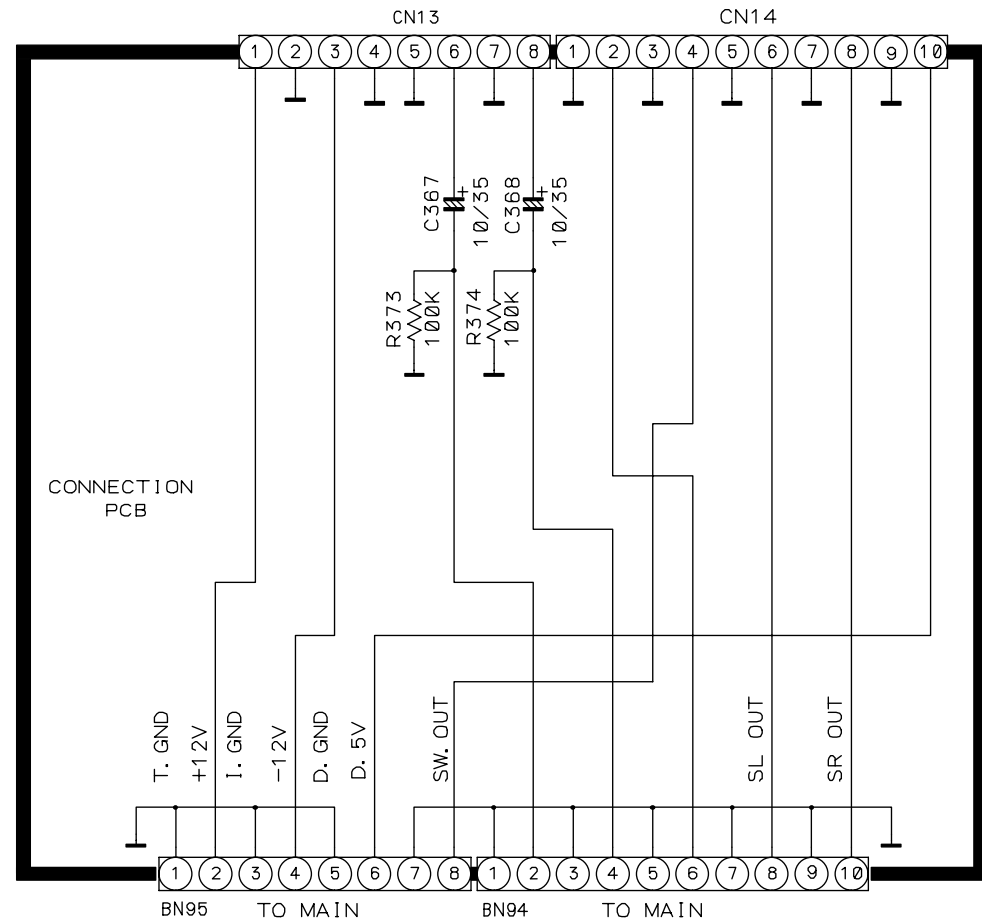 CN13 CN14
1 2 3 4 5 6 7 8 1 2 3 4 5 6 7 8 9 10
C367 10/35 C368 10/35
R373 100K R374 100K
CONNECTION
PCB
T.GND +12V I.GND -12V D.GND D.5V SW.OUT SL OUT SR OUT
1 2 3 4 5 6 7 8 1 2 3 4 5 6 7 8 9 10
BN95 TO MAIN BN94 TO MAIN